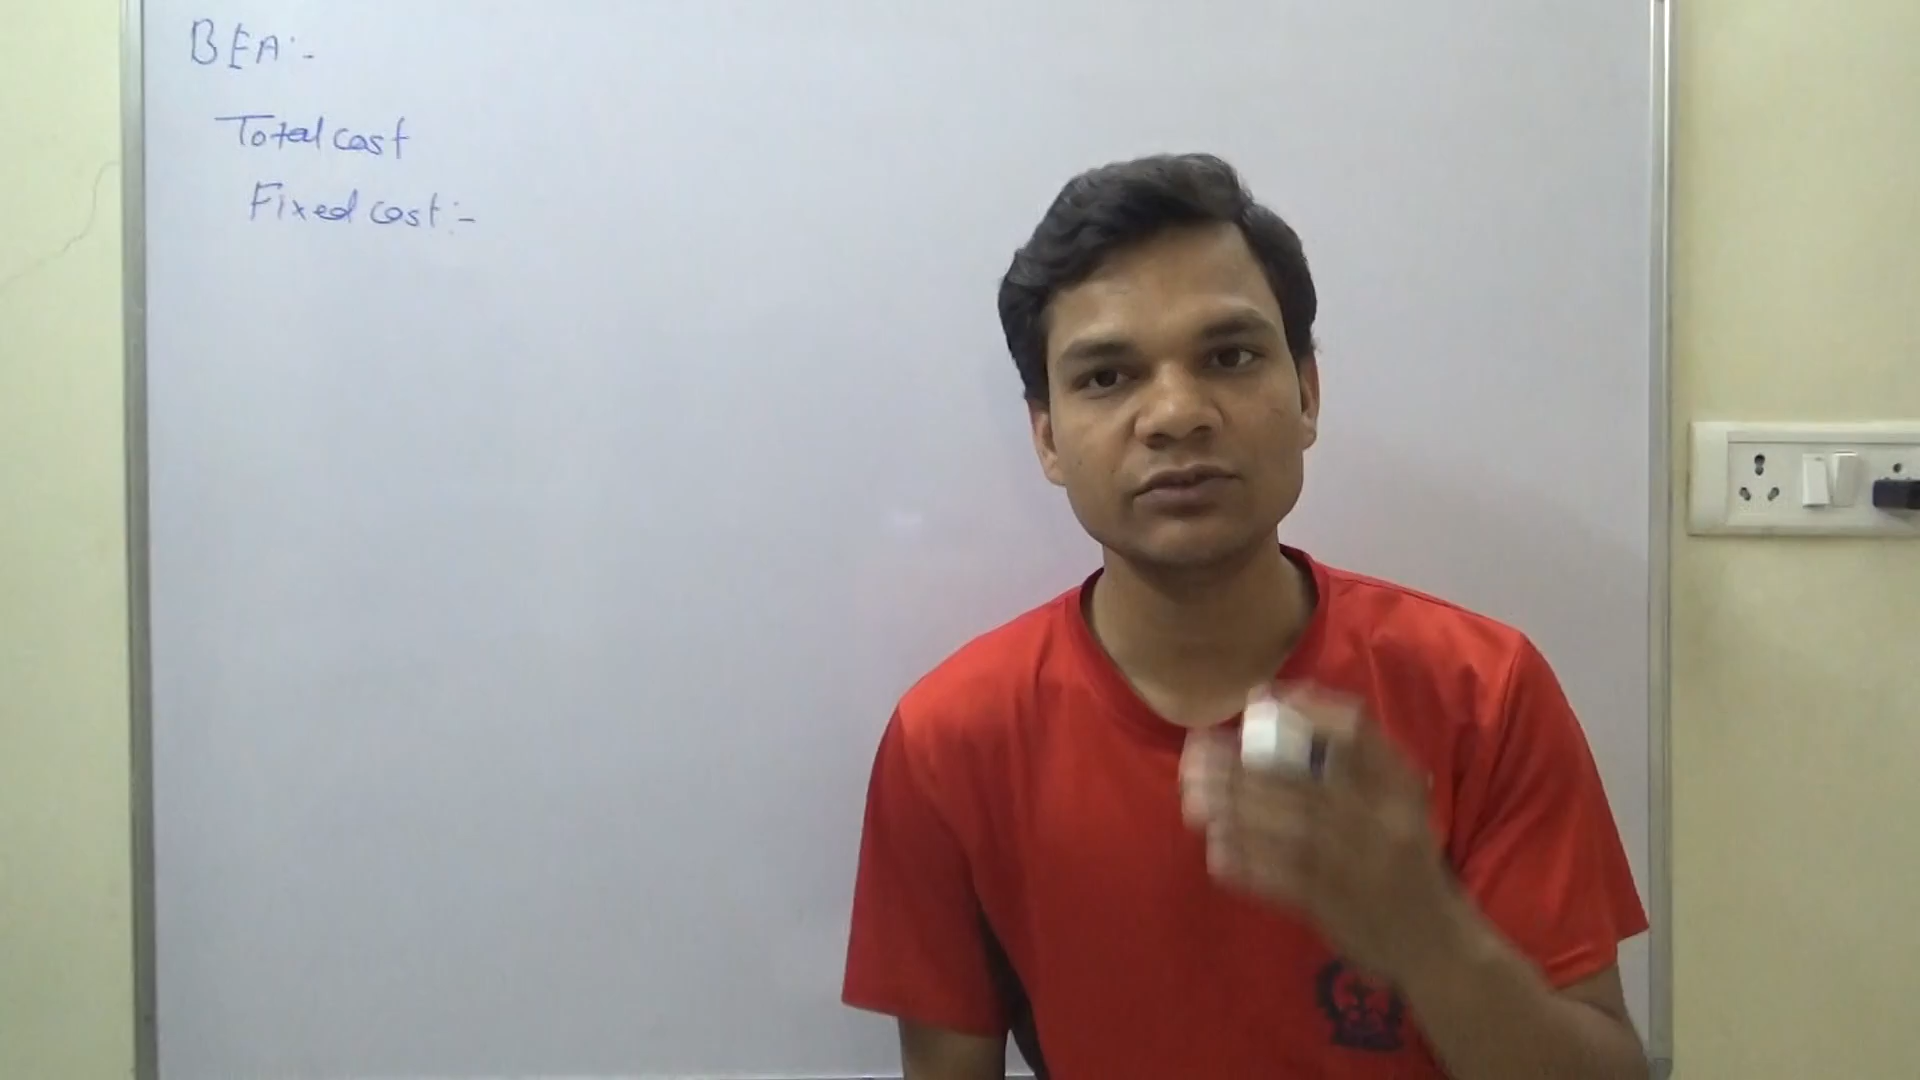 BEA:-
Total cost
Fixed cost:-